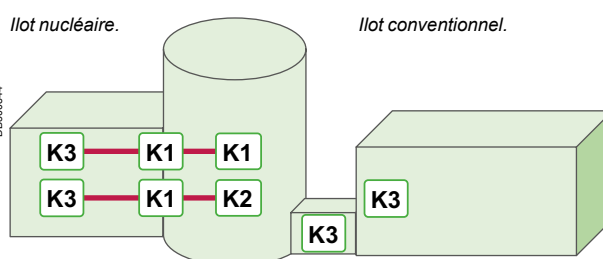 Ilot nucléaire.
Ilot conventionnel.
K3 K1 K1
K3 K1 K2
K3
K3